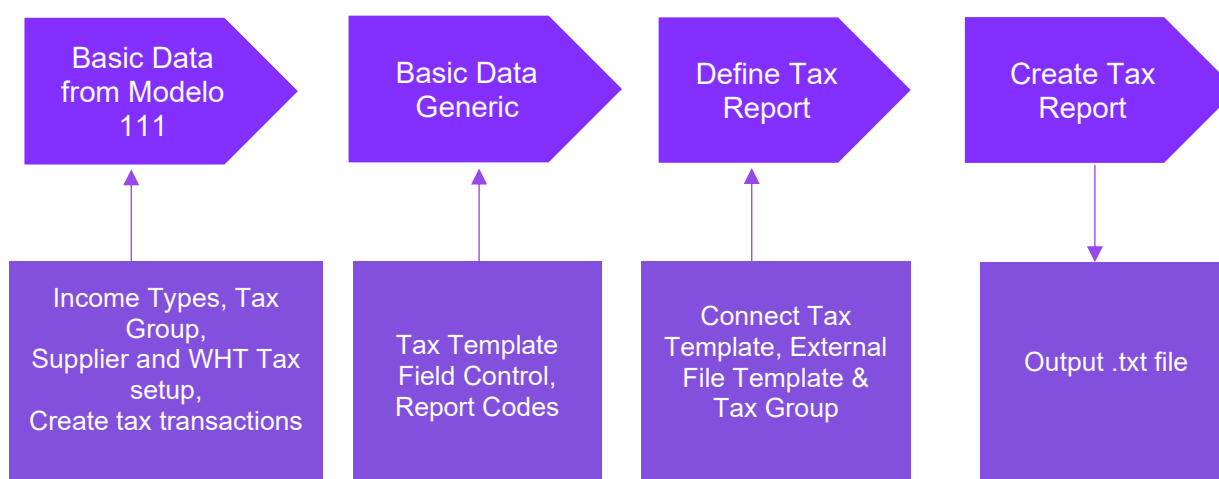 Basic Data
from Modelo
111
Basic Data
Generic
Define Tax
Report
Create Tax
Report
Income Types, Tax
Group,
Supplier and WHT Tax
setup,
Create tax transactions
Tax Template
Field Control,
Report Codes
Connect Tax
Template, External
File Template &
Tax Group
Output .txt file